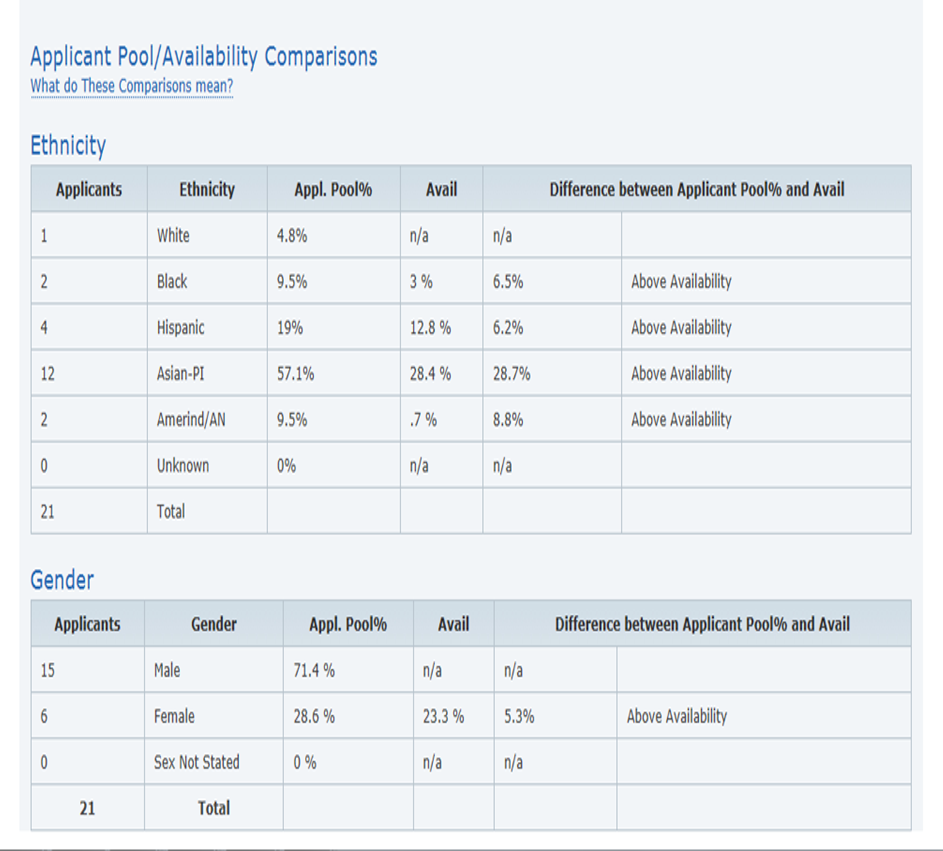 Applicant Pool/Availability Comparisons
What do These Comparisons mean?
Ethnicity
Applicants Ethnicity Appl. Pool% Avail Difference between Applicant Pool% and Avail
1 White 4.8% n/a n/a
2 Black 9.5% 3 % 6.5% Above Availability
4 Hispanic 19% 12.8 % 6.2% Above Availability
12 Asian-PI 57.1% 28.4 % 28.7% Above Availability
2 Amerind/AN 9.5% .7 % 8.8% Above Availability
0 Unknown 0% n/a n/a
21 Total
Gender
Applicants Gender Appl. Pool% Avail Difference between Applicant Pool% and Avail
15 Male 71.4 % n/a n/a
6 Female 28.6 % 23.3 % 5.3% Above Availability
0 Sex Not Stated 0 % n/a n/a
21 Total